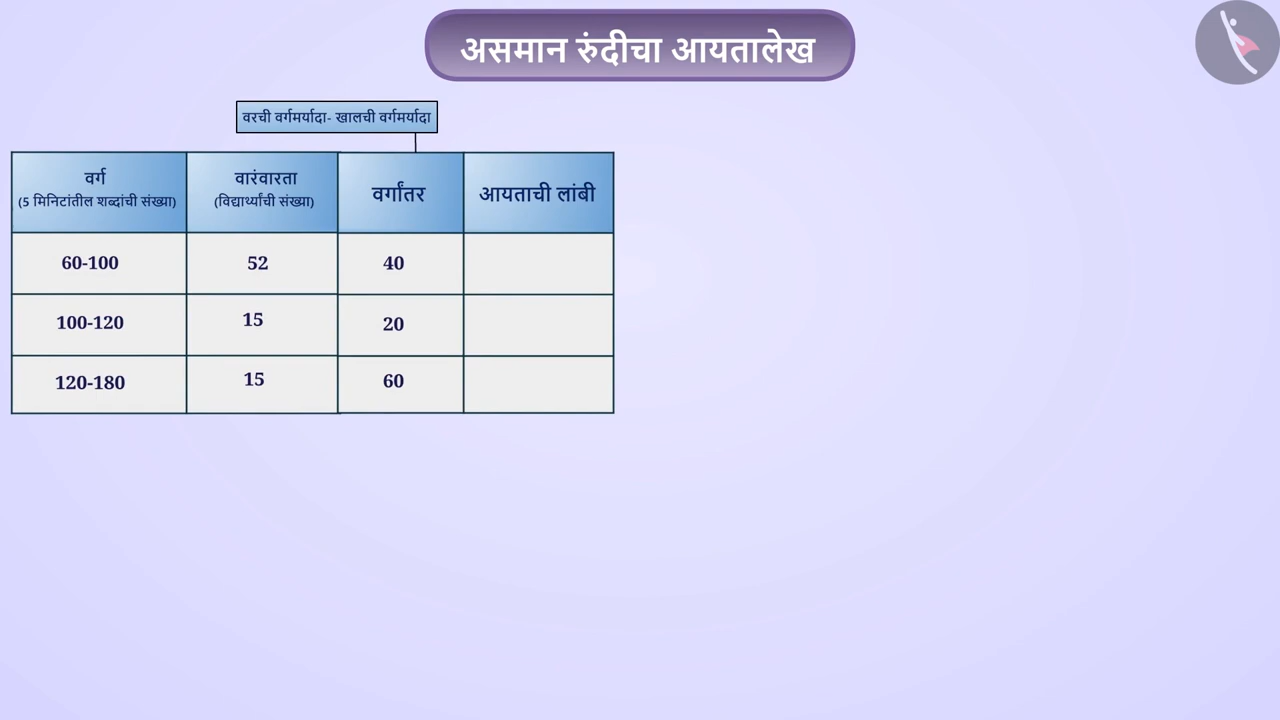 असमान रुंदीचा आयतालेख
वरची वर्गमर्यादा- खालची वर्गमर्यादा
वर्ग
(5 मिनिटांतील शब्दांची संख्या)
वारंवारता
(विद्यार्थ्यांची संख्या)
वर्गांतर
आयताची लांबी
60-100 52 40
100-120 15 20
120-180 15 60